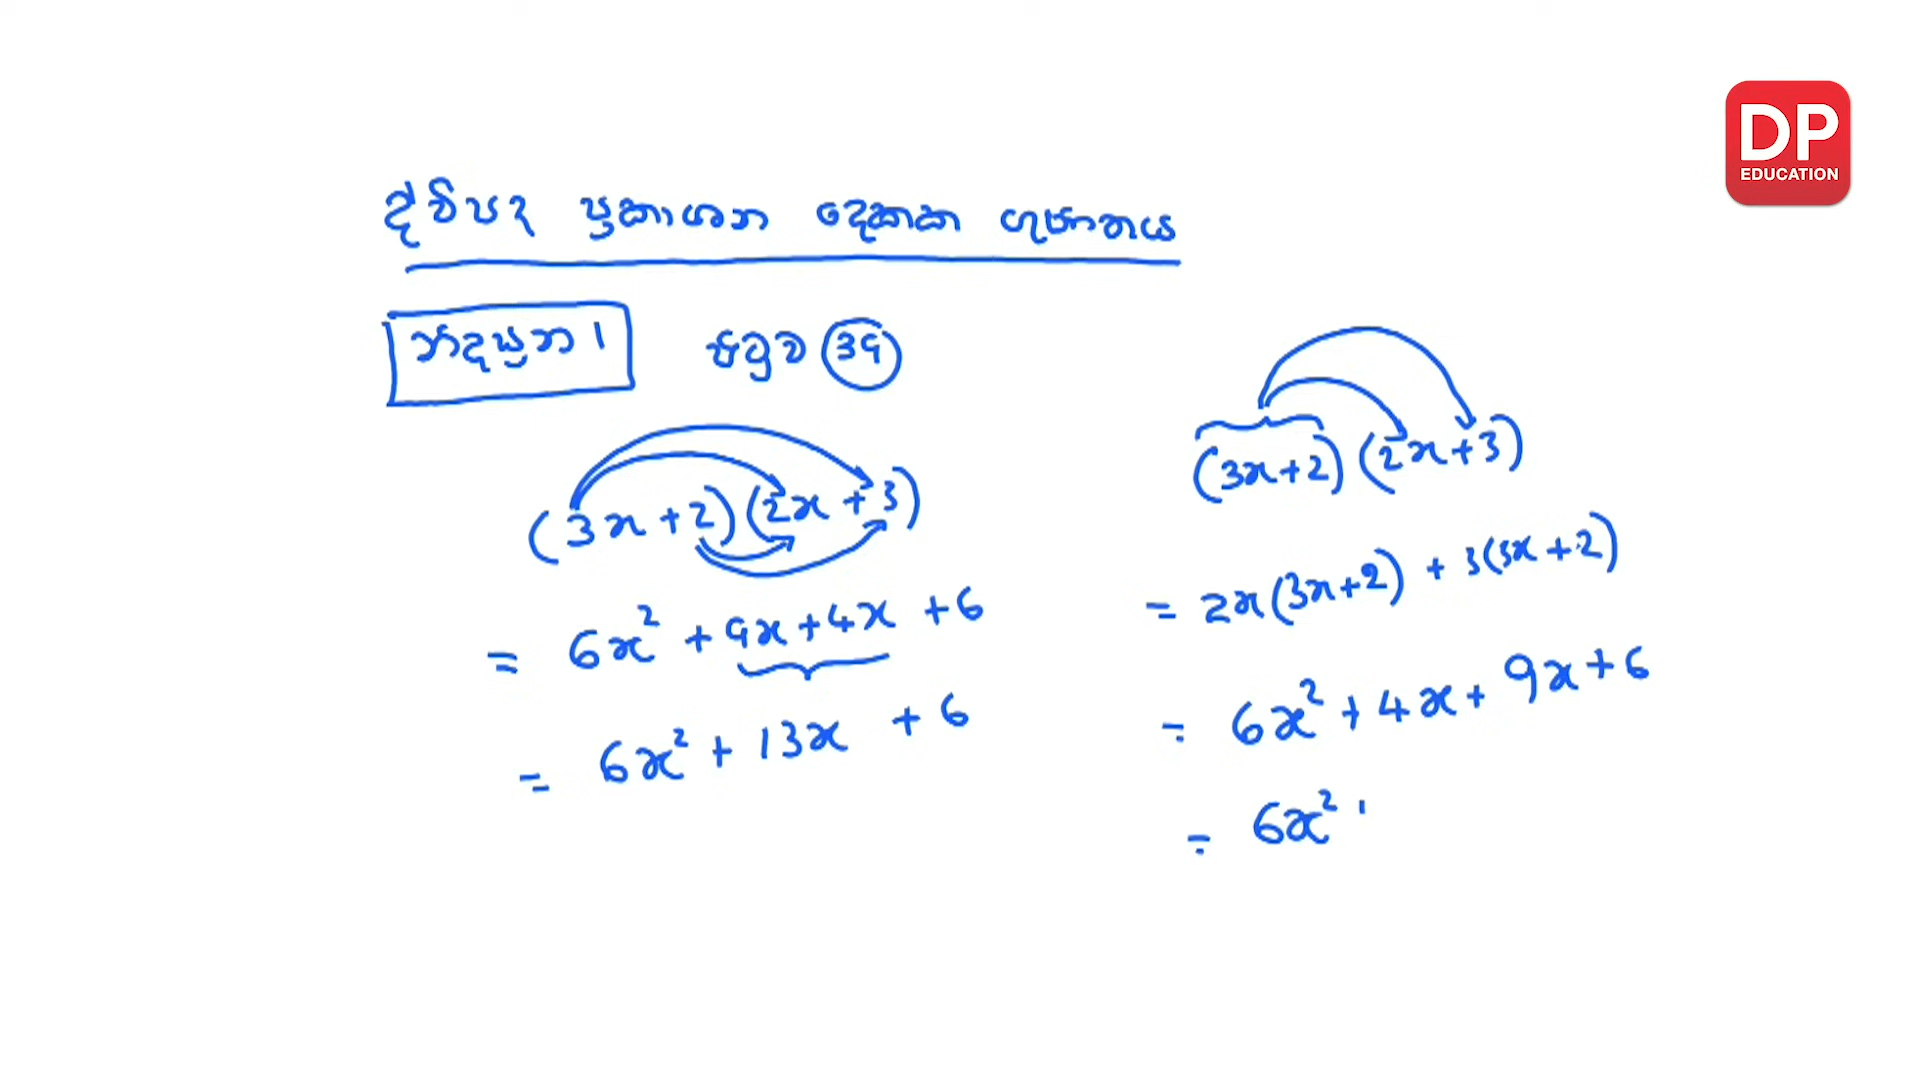 DP
EDUCATION
ද්විපද ප්‍රකාශන දෙකක ගුණිතය
නිදසුන 1 පිටුව 39
(3x+2)(2x+3)
= 6x² + 9x + 4x + 6
= 6x² + 13x + 6
(3x+2)(2x+3)
= 2x(3x+2) + 3(3x+2)
= 6x² + 4x + 9x + 6
= 6x²